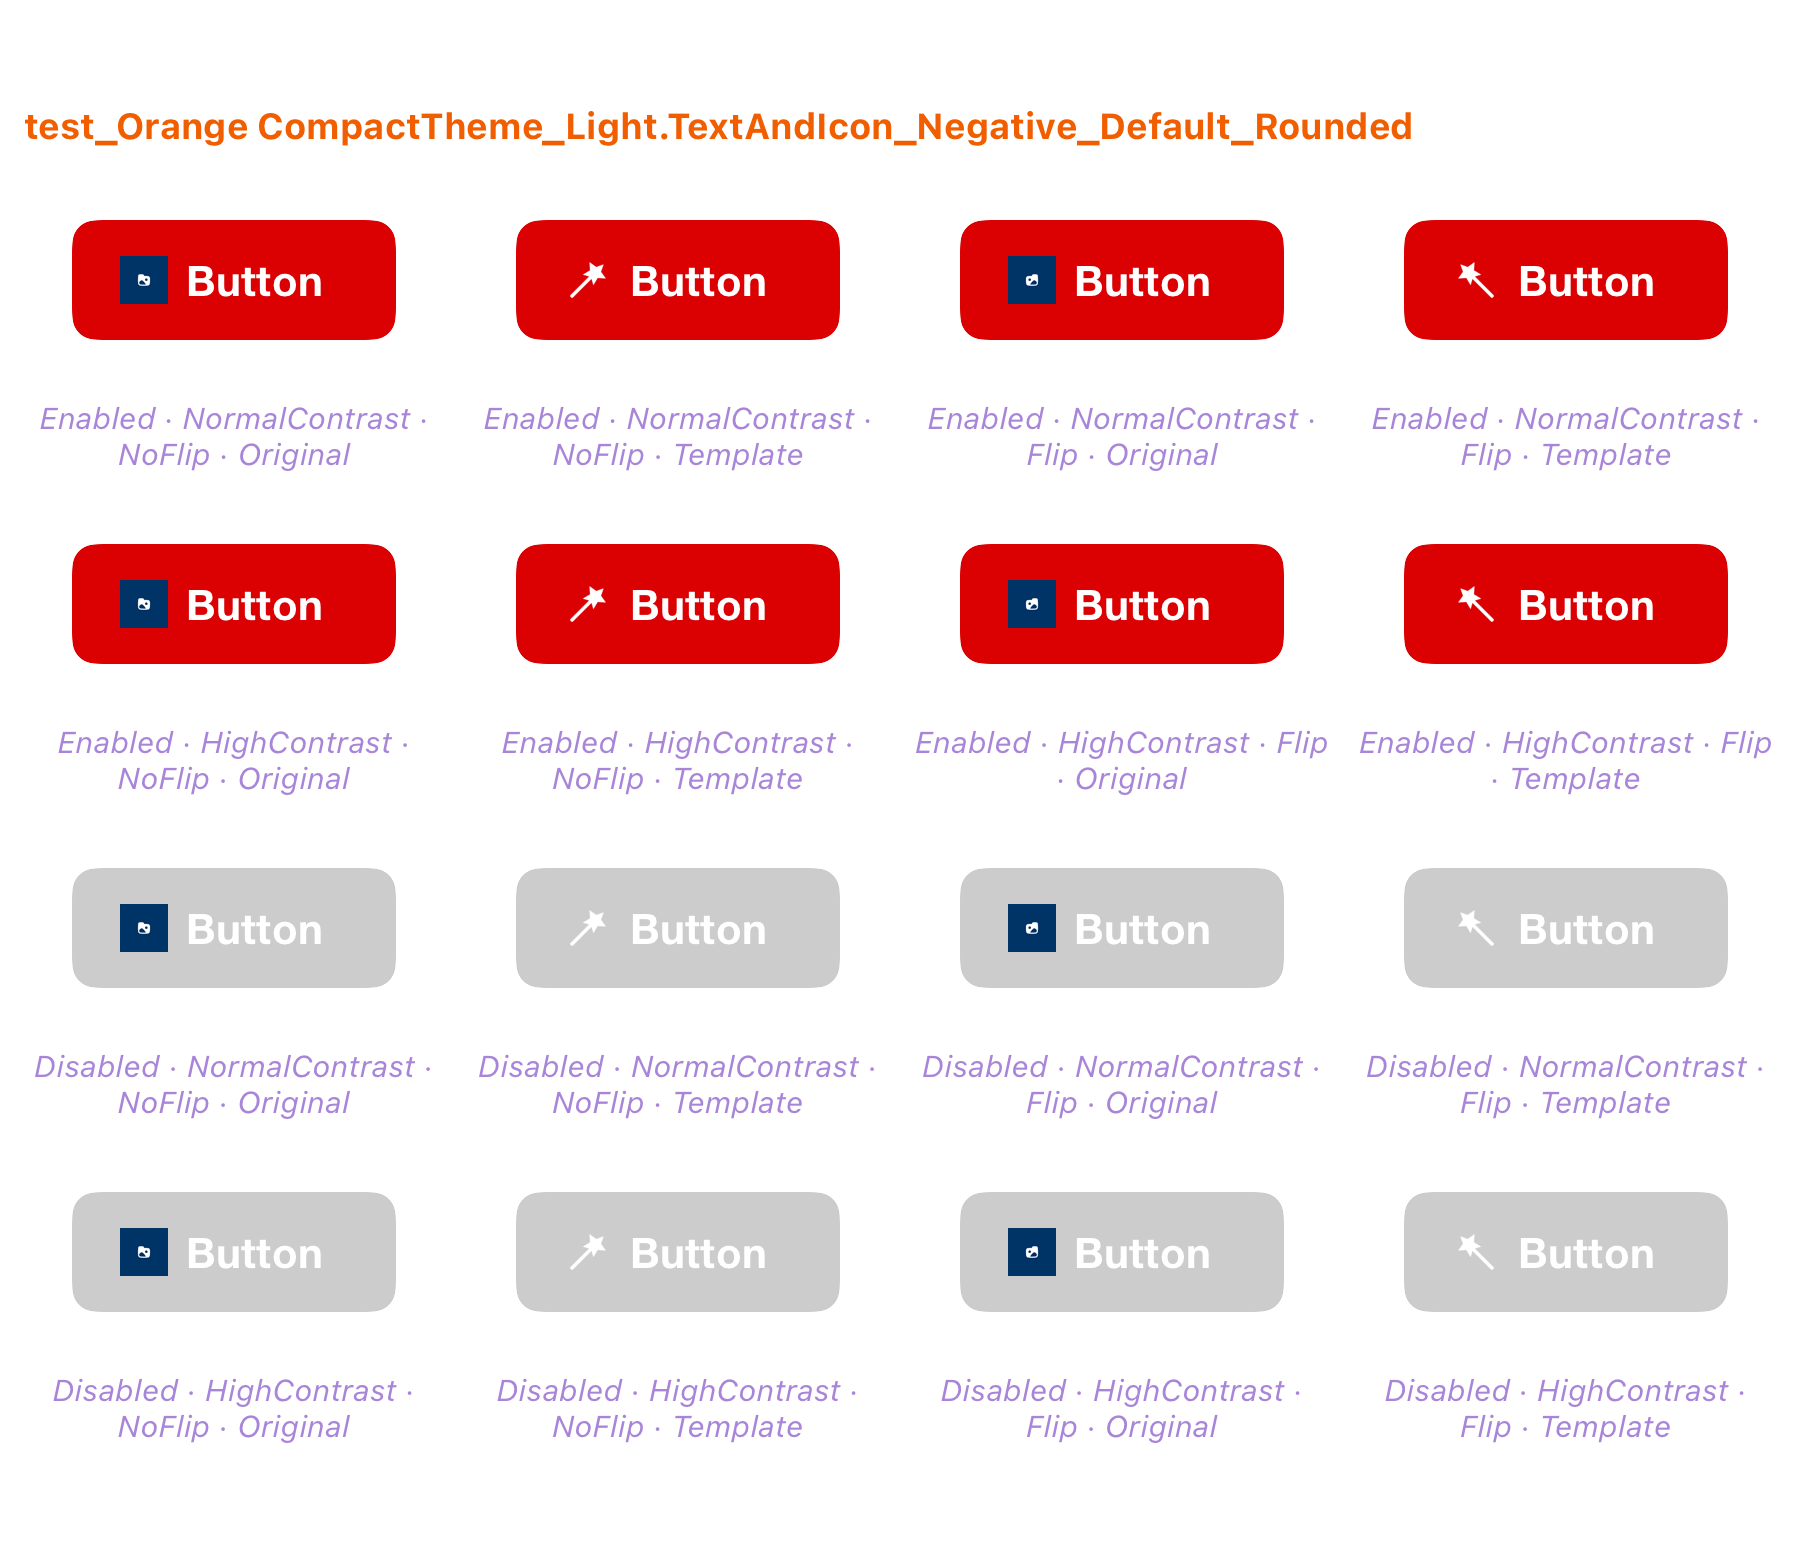 test_Orange CompactTheme_Light.TextAndIcon_Negative_Default_Rounded
Button Button Button Button
Enabled · NormalContrast · Enabled · NormalContrast · Enabled · NormalContrast · Enabled · NormalContrast ·
NoFlip · Original NoFlip · Template Flip · Original Flip · Template
Button Button Button Button
Enabled · HighContrast · Enabled · HighContrast · Enabled · HighContrast · Flip Enabled · HighContrast · Flip
NoFlip · Original NoFlip · Template · Original · Template
Button Button Button Button
Disabled · NormalContrast · Disabled · NormalContrast · Disabled · NormalContrast · Disabled · NormalContrast ·
NoFlip · Original NoFlip · Template Flip · Original Flip · Template
Button Button Button Button
Disabled · HighContrast · Disabled · HighContrast · Disabled · HighContrast · Disabled · HighContrast ·
NoFlip · Original NoFlip · Template Flip · Original Flip · Template